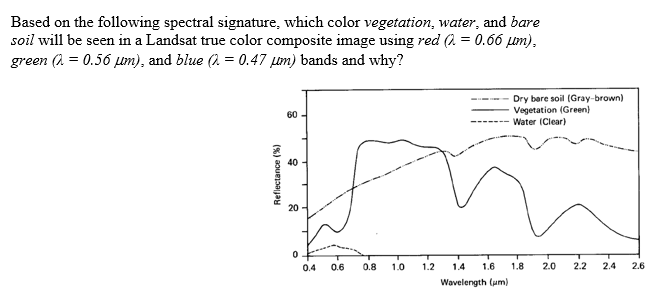 Based on the following spectral signature, which color vegetation, water, and bare
soil will be seen in a Landsat true color composite image using red (λ = 0.66 μm),
green (λ = 0.56 μm), and blue (λ = 0.47 μm) bands and why?
Dry bare soil (Gray-brown)
Vegetation (Green)
Water (Clear)
Reflectance (%)
60
40
20
0
0.4 0.6 0.8 1.0 1.2 1.4 1.6 1.8 2.0 2.2 2.4 2.6
Wavelength (μm)